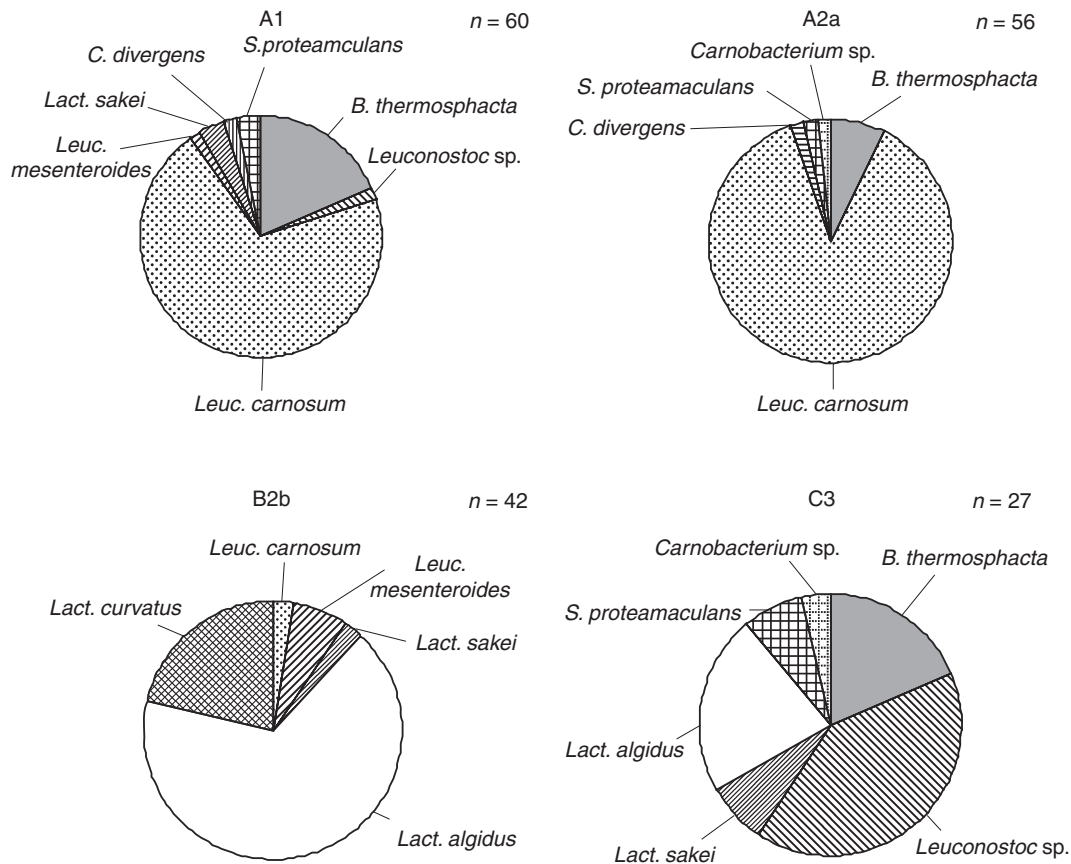 A1
n = 60
S.proteamculans
C. divergens
Lact. sakei
B. thermosphacta
Leuc.
mesenteroides
Leuconostoc sp.
Leuc. carnosum
A2a
n = 56
Carnobacterium sp.
S. proteamaculans
B. thermosphacta
C. divergens
Leuc. carnosum
B2b
n = 42
Leuc. carnosum
Leuc.
mesenteroides
Lact. curvatus
Lact. sakei
Lact. algidus
C3
n = 27
Carnobacterium sp.
B. thermosphacta
S. proteamaculans
Lact. algidus
Lact. sakei
Leuconostoc sp.